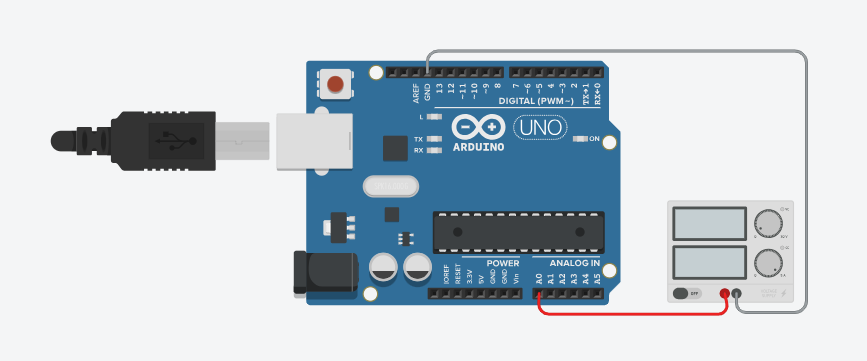 AREF
GND
13
12
~11
~10
~9
8
7
~6
~5
4
~3
2
TX→1
RX←0
DIGITAL (PWM~)
L
TX
RX
ARDUINO
UNO
ON
POWER
ANALOG IN
IOREF
RESET
3.3V
5V
GND
GND
Vin
A0
A1
A2
A3
A4
A5
OFF